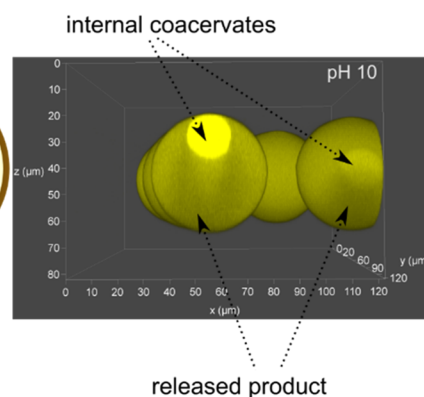 internal coacervates
pH 10
0
10
20
30
z (µm)
40
50
60
70
80
0 10 20 30 40 50 60 70 80 90 100 110 120
x (µm)
0 20 60 90 120
y (µm
released product